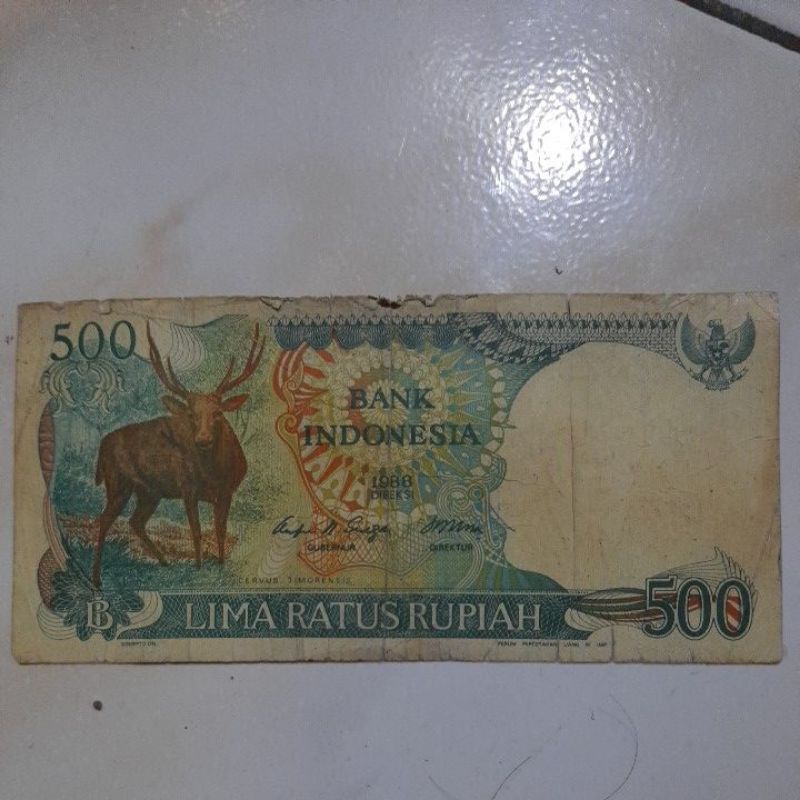 500
BANK
INDONESIA
1988
DIREKSI
GUBERNUR
DIREKTUR
CERVUS TIMORENSIS
B
LIMA RATUS RUPIAH
500